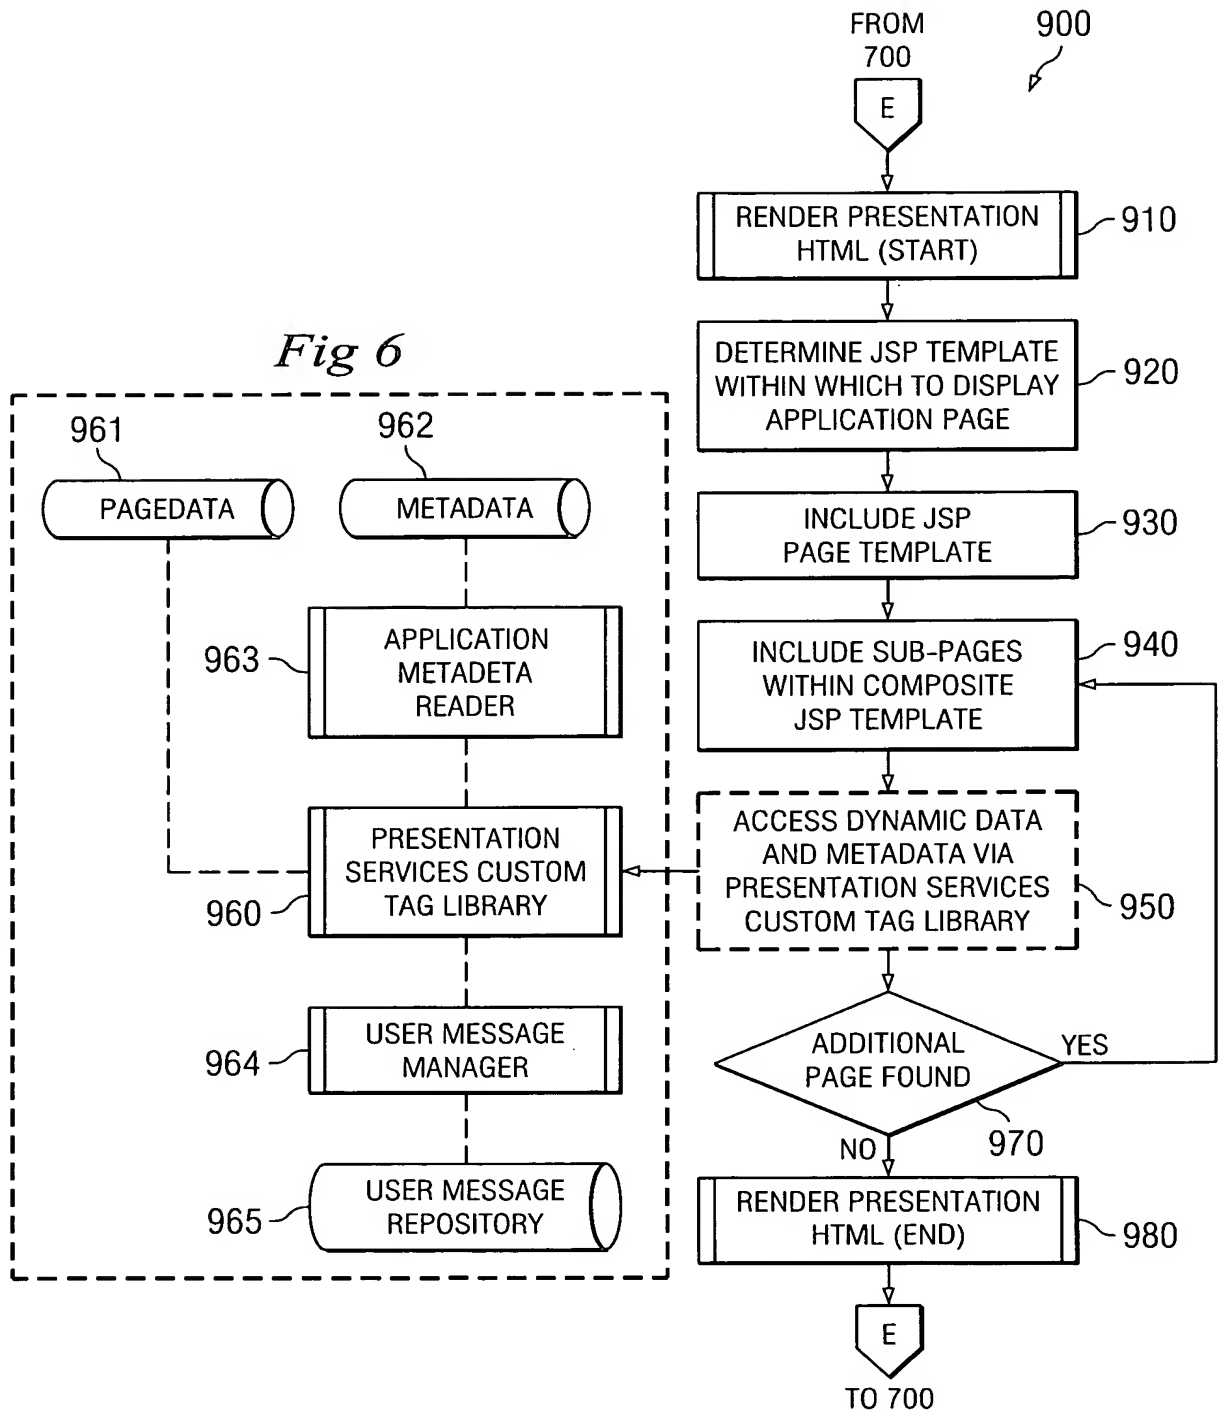 FROM
700
900
E
RENDER PRESENTATION
HTML (START)
910
DETERMINE JSP TEMPLATE
WITHIN WHICH TO DISPLAY
APPLICATION PAGE
920
INCLUDE JSP
PAGE TEMPLATE
930
INCLUDE SUB-PAGES
WITHIN COMPOSITE
JSP TEMPLATE
940
ACCESS DYNAMIC DATA
AND METADATA VIA
PRESENTATION SERVICES
CUSTOM TAG LIBRARY
950
ADDITIONAL
PAGE FOUND
YES
970
NO
RENDER PRESENTATION
HTML (END)
980
E
TO 700
Fig 6
961
PAGEDATA
962
METADATA
963
APPLICATION
METADETA
READER
960
PRESENTATION
SERVICES CUSTOM
TAG LIBRARY
964
USER MESSAGE
MANAGER
965
USER MESSAGE
REPOSITORY